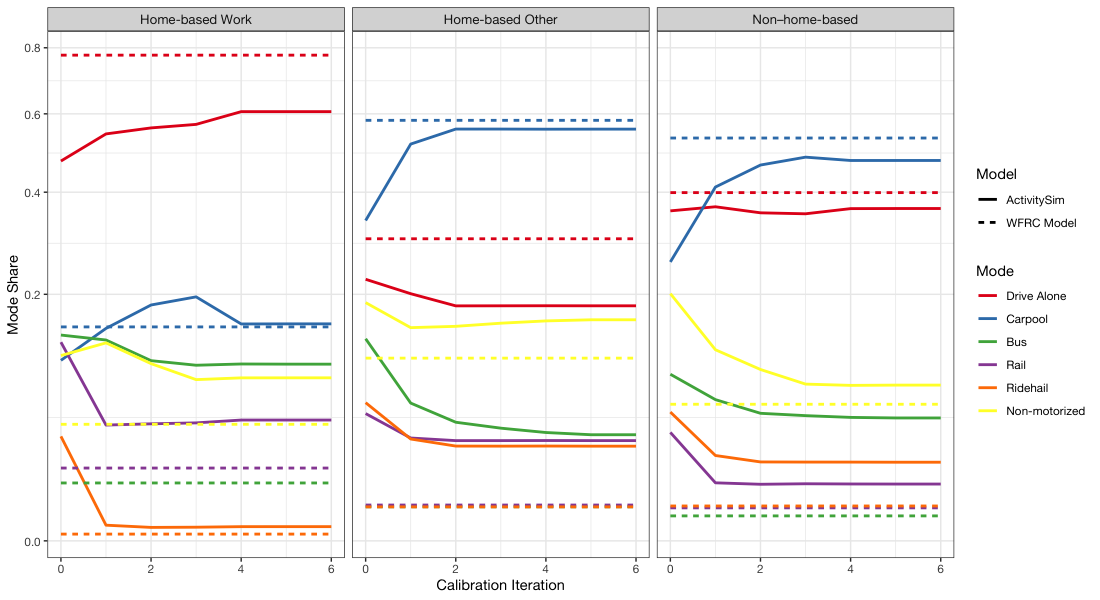 Home-based Work
Home-based Other
Non–home-based
Mode Share
0.8
0.6
0.4
0.2
0.0
0 2 4 6
0 2 4 6
0 2 4 6
Calibration Iteration
Model
ActivitySim
WFRC Model
Mode
Drive Alone
Carpool
Bus
Rail
Ridehail
Non-motorized